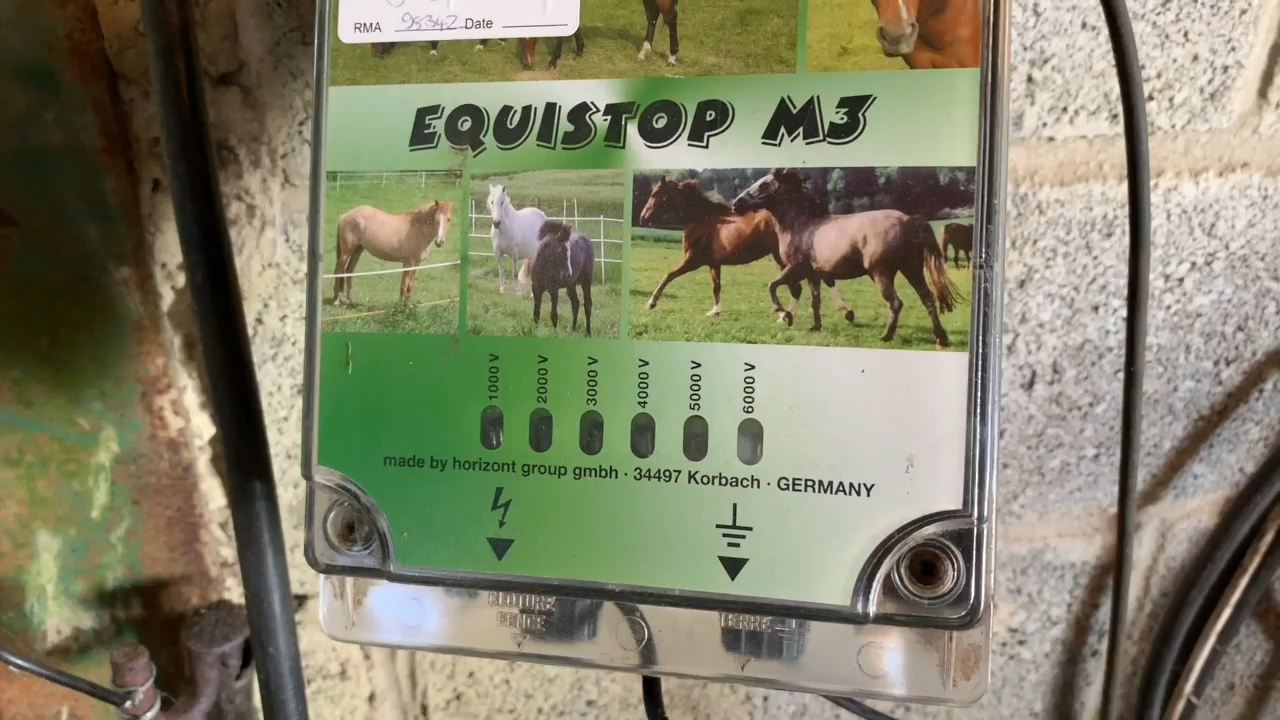 RMA 95342 Date
EQUISTOP M3
1000 V 2000 V 3000 V 4000 V 5000 V 6000 V
made by horizont group gmbh · 34497 Korbach · GERMANY
CLOTURE TERRE
FENCE